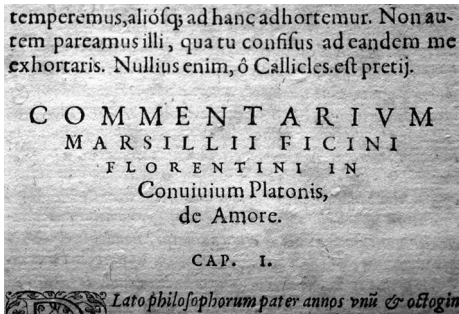 temperemus, aliósq; ad hanc adhortemur. Non au-
tem pareamus illi, qua tu confisus ad eandem me
exhortaris. Nullius enim, ô Callicles. est pretij.
COMMENTARIVM
MARSILLII FICINI
FLORENTINI IN
Conuiuium Platonis,
de Amore.
CAP. I.
Lato philosophorum pater annos vnũ & octogin